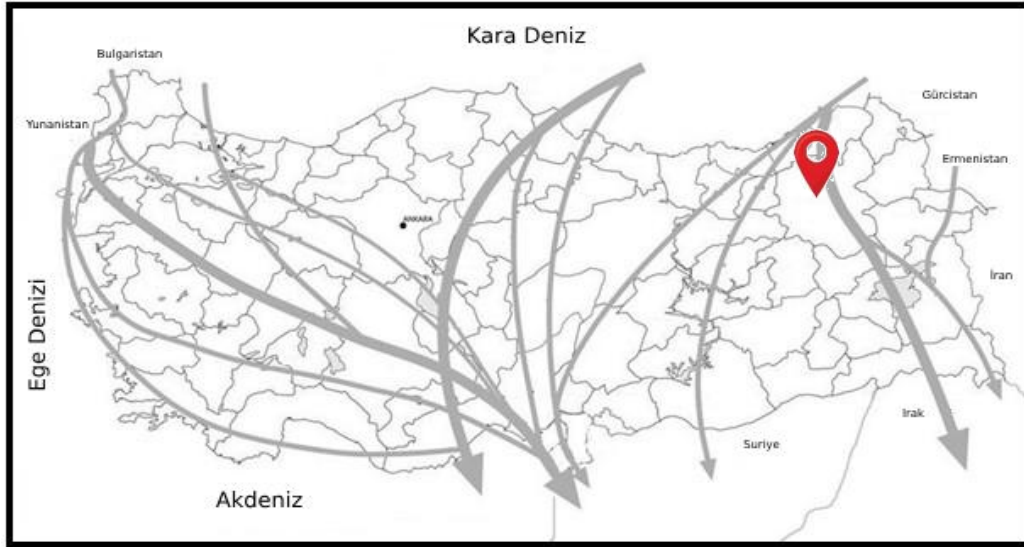 Kara Deniz
Bulgaristan
Gürcistan
Yunanistan
Ermenistan
ANKARA
İran
Ege Denizi
Irak
Suriye
Akdeniz